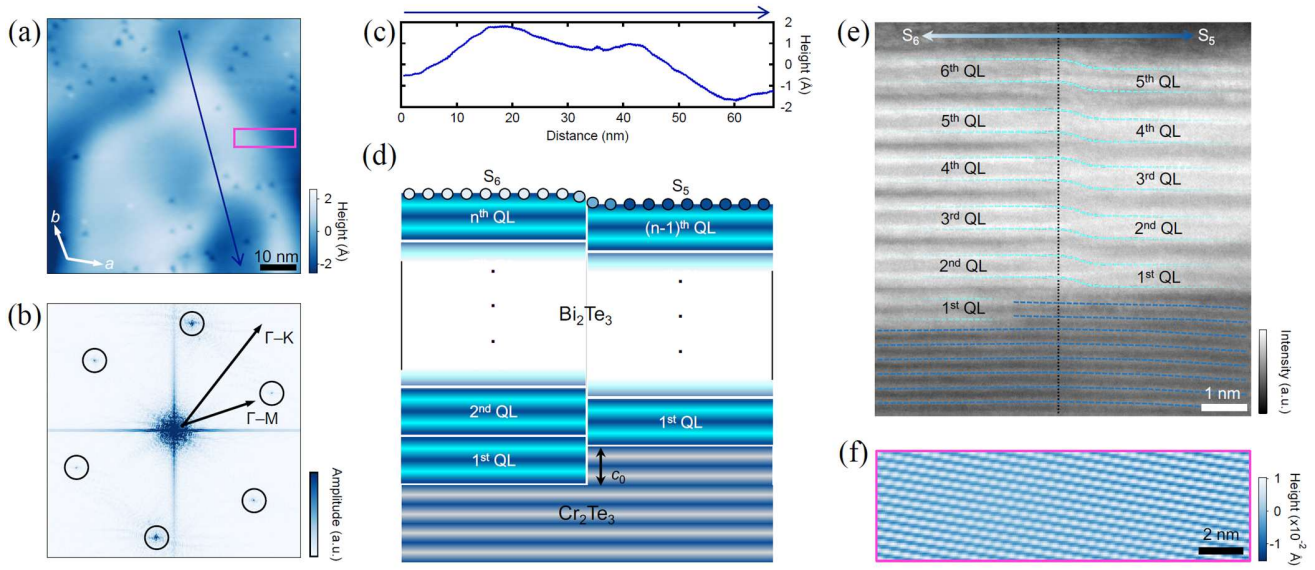 (a)
b
a
10 nm
Height (Å)
2
0
-2
(b)
Γ–K
Γ–M
Amplitude (a.u.)
(c)
Height (Å)
2
1
0
-1
-2
0 10 20 30 40 50 60
Distance (nm)
(d)
S6 S5
nth QL
(n-1)th QL
Bi2Te3
2nd QL
1st QL
1st QL
c0
Cr2Te3
(e)
S6 S5
6th QL
5th QL
5th QL
4th QL
4th QL
3rd QL
3rd QL
2nd QL
2nd QL
1st QL
1st QL
Intensity (a.u.)
1 nm
(f)
2 nm
Height (x10-2 Å)
1
0
-1